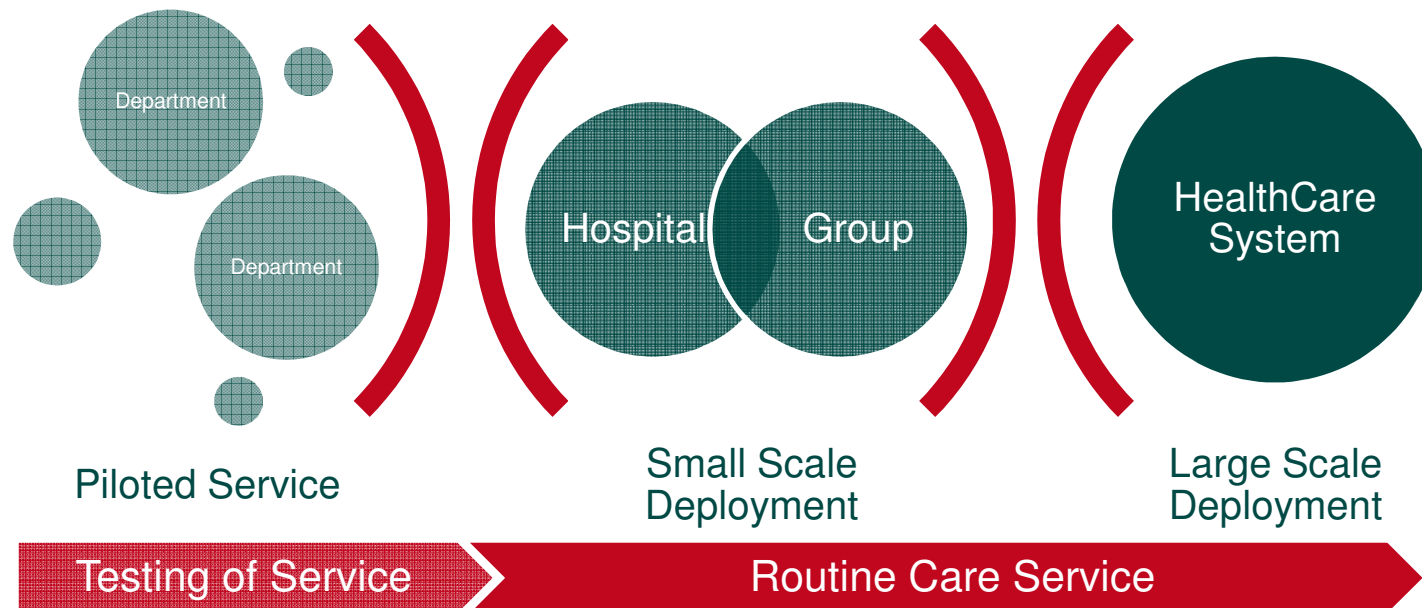 Department
Department
Hospital
Group
HealthCare
System
Piloted Service
Small Scale
Deployment
Large Scale
Deployment
Testing of Service
Routine Care Service